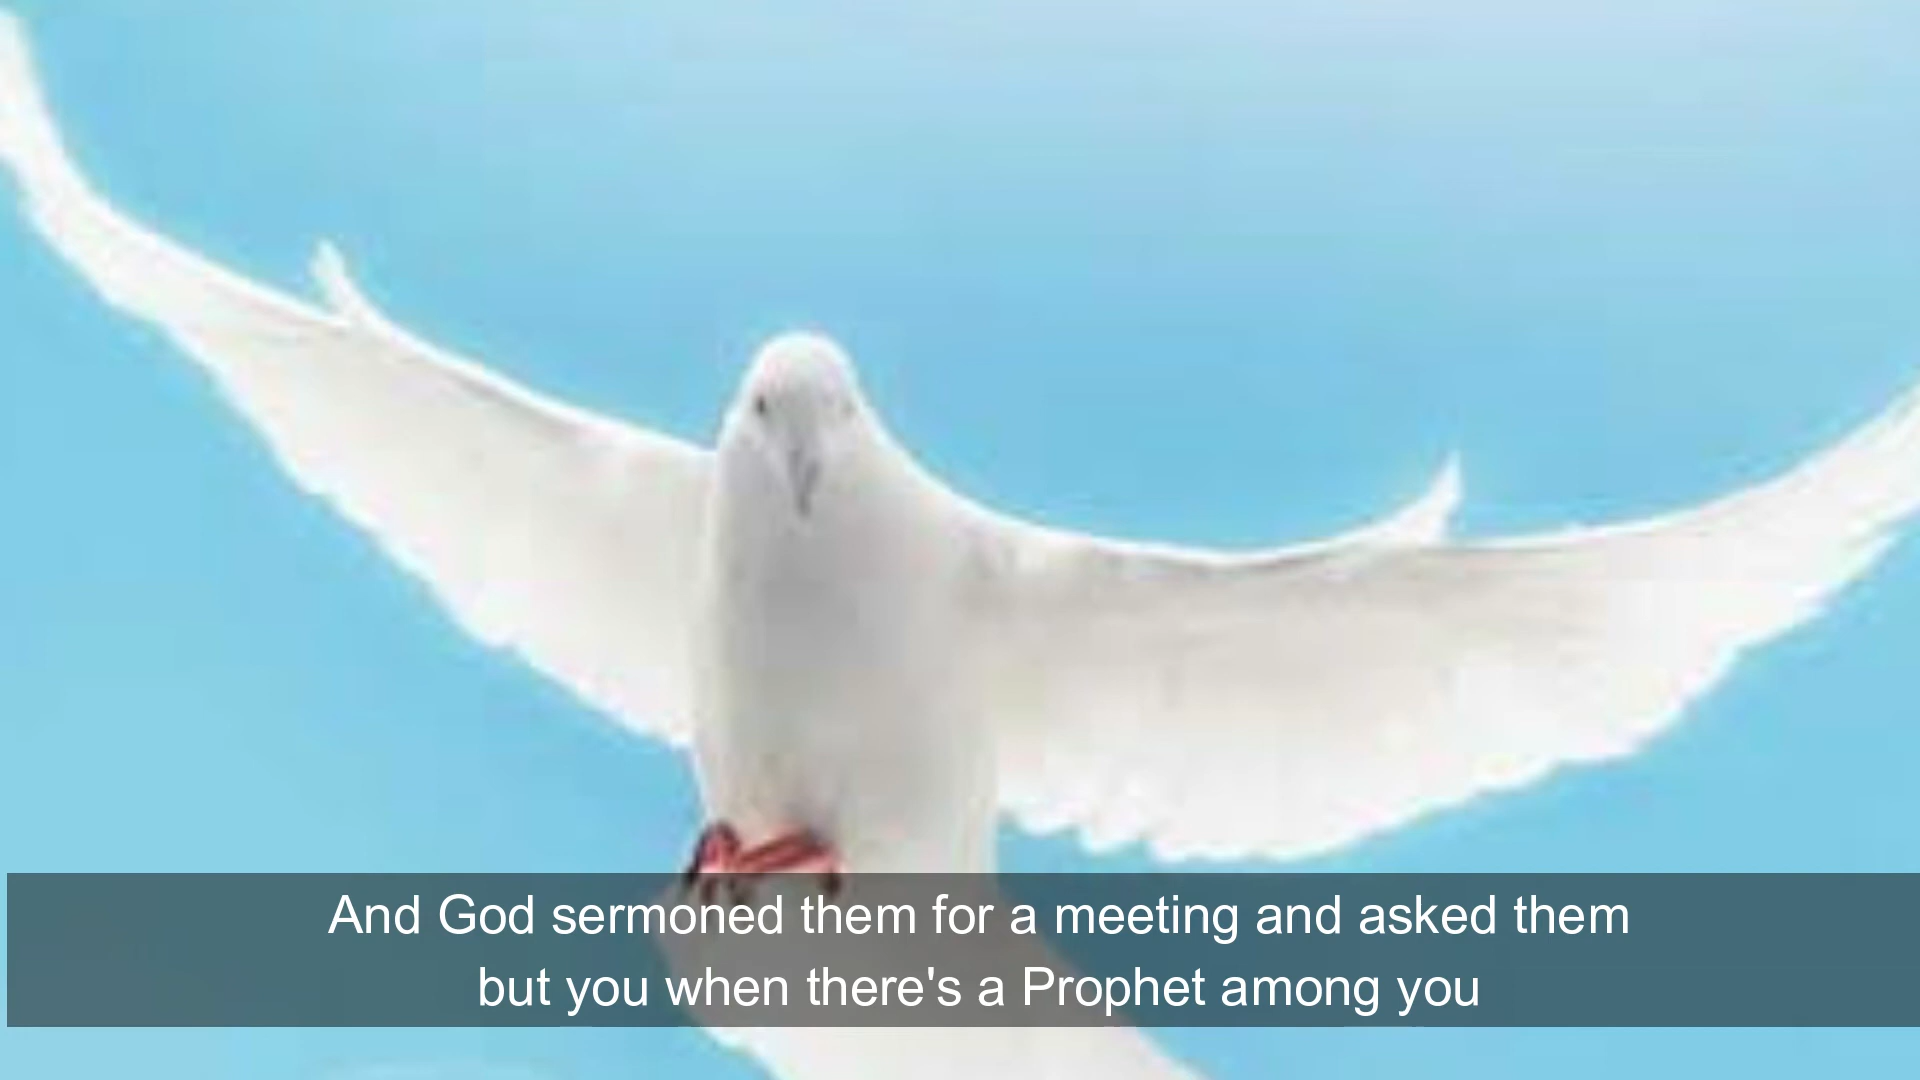 And God sermoned them for a meeting and asked them
but you when there's a Prophet among you